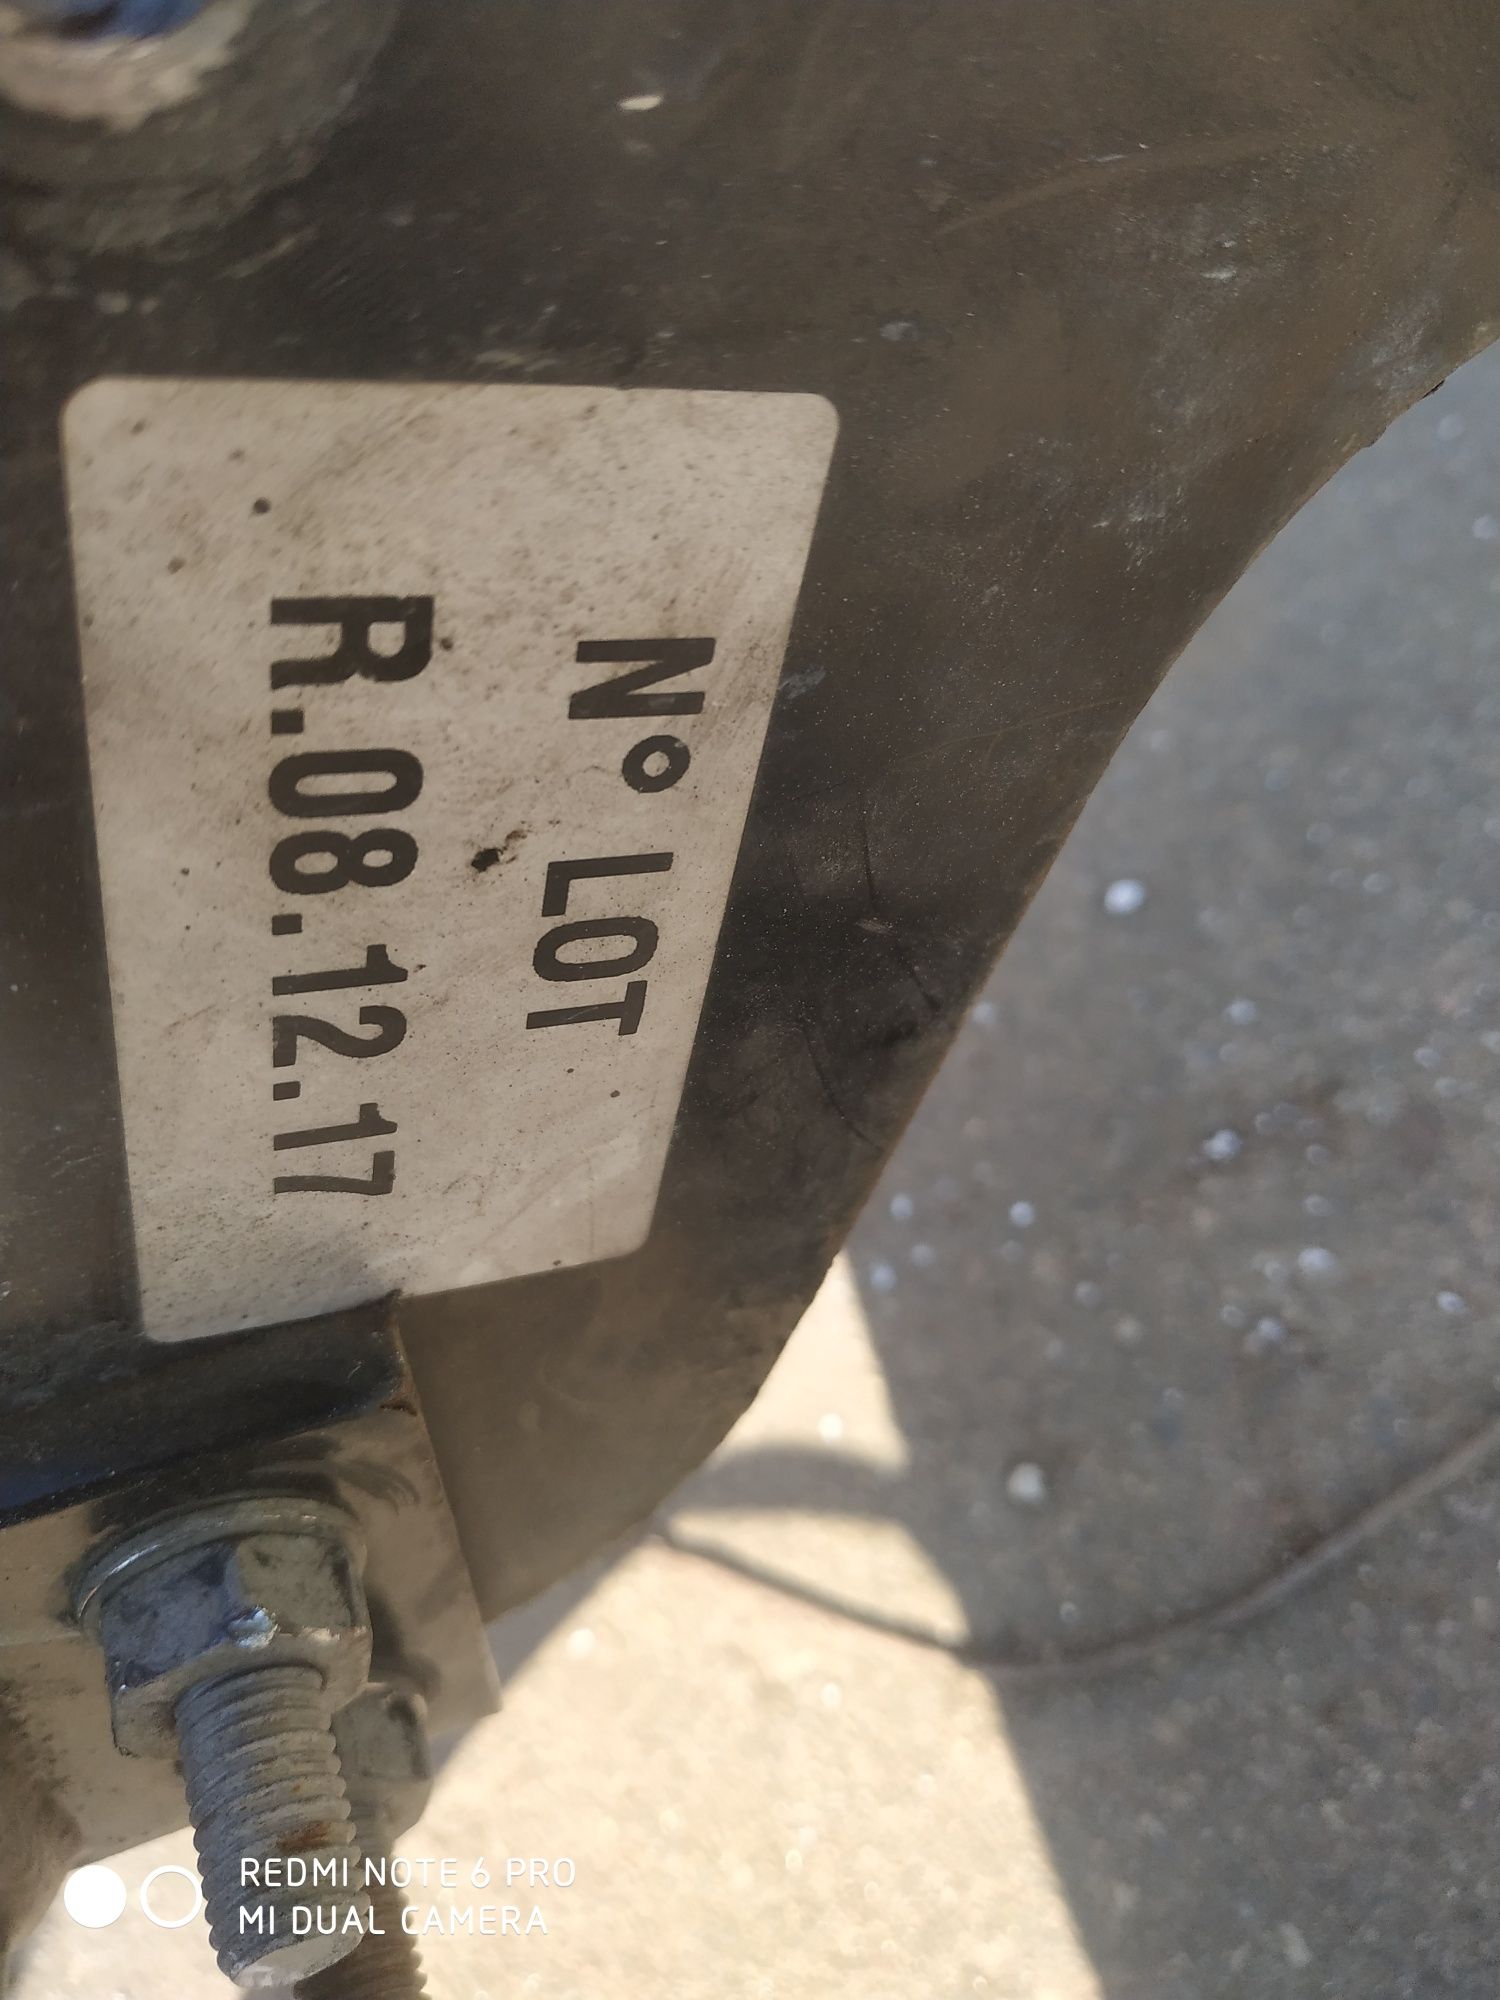 N° LOT
R.08.12.17
REDMI NOTE 6 PRO
MI DUAL CAMERA